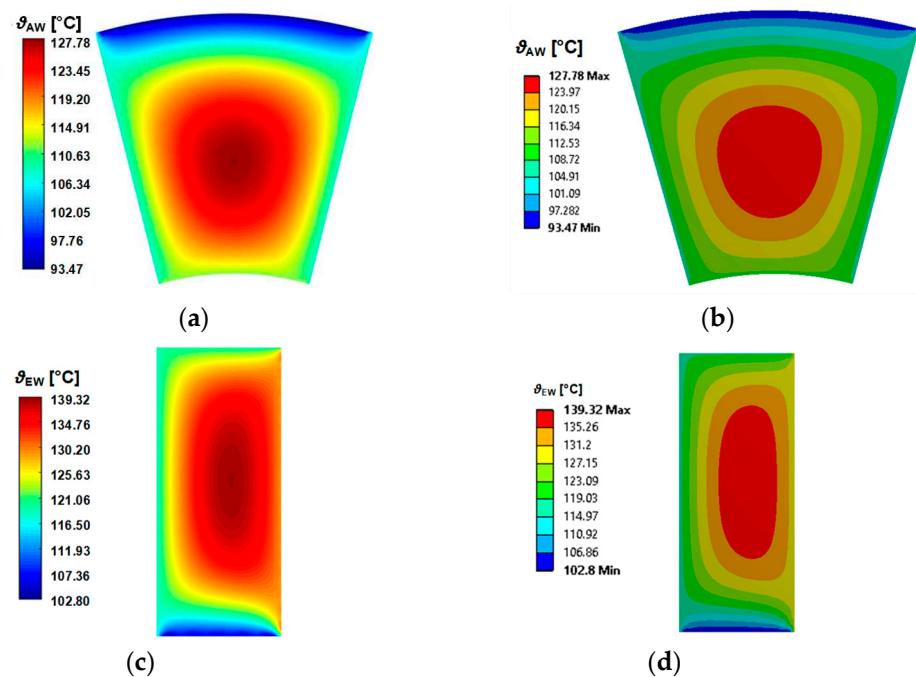 ϑAW [°C]
127.78
123.45
119.20
114.91
110.63
106.34
102.05
97.76
93.47
(a)
ϑAW [°C]
127.78 Max
123.97
120.15
116.34
112.53
108.72
104.91
101.09
97.282
93.47 Min
(b)
ϑEW [°C]
139.32
134.76
130.20
125.63
121.06
116.50
111.93
107.36
102.80
(c)
ϑEW [°C]
139.32 Max
135.26
131.2
127.15
123.09
119.03
114.97
110.92
106.86
102.8 Min
(d)